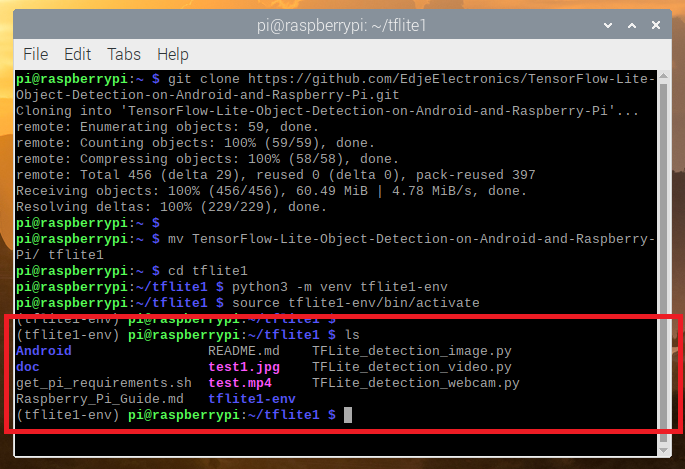 pi@raspberrypi: ~/tflite1
File Edit Tabs Help
pi@raspberrypi:~ $ git clone https://github.com/EdjeElectronics/TensorFlow-Lite-
Object-Detection-on-Android-and-Raspberry-Pi.git
Cloning into 'TensorFlow-Lite-Object-Detection-on-Android-and-Raspberry-Pi'...
remote: Enumerating objects: 59, done.
remote: Counting objects: 100% (59/59), done.
remote: Compressing objects: 100% (58/58), done.
remote: Total 456 (delta 29), reused 0 (delta 0), pack-reused 397
Receiving objects: 100% (456/456), 60.49 MiB | 4.78 MiB/s, done.
Resolving deltas: 100% (229/229), done.
pi@raspberrypi:~ $
pi@raspberrypi:~ $ mv TensorFlow-Lite-Object-Detection-on-Android-and-Raspberry-
Pi/ tflite1
pi@raspberrypi:~ $ cd tflite1
pi@raspberrypi:~/tflite1 $ python3 -m venv tflite1-env
pi@raspberrypi:~/tflite1 $ source tflite1-env/bin/activate
(tflite1-env) pi@raspberrypi:~/tflite1 $
(tflite1-env) pi@raspberrypi:~/tflite1 $ ls
Android README.md TFLite_detection_image.py
doc test1.jpg TFLite_detection_video.py
get_pi_requirements.sh test.mp4 TFLite_detection_webcam.py
Raspberry_Pi_Guide.md tflite1-env
(tflite1-env) pi@raspberrypi:~/tflite1 $